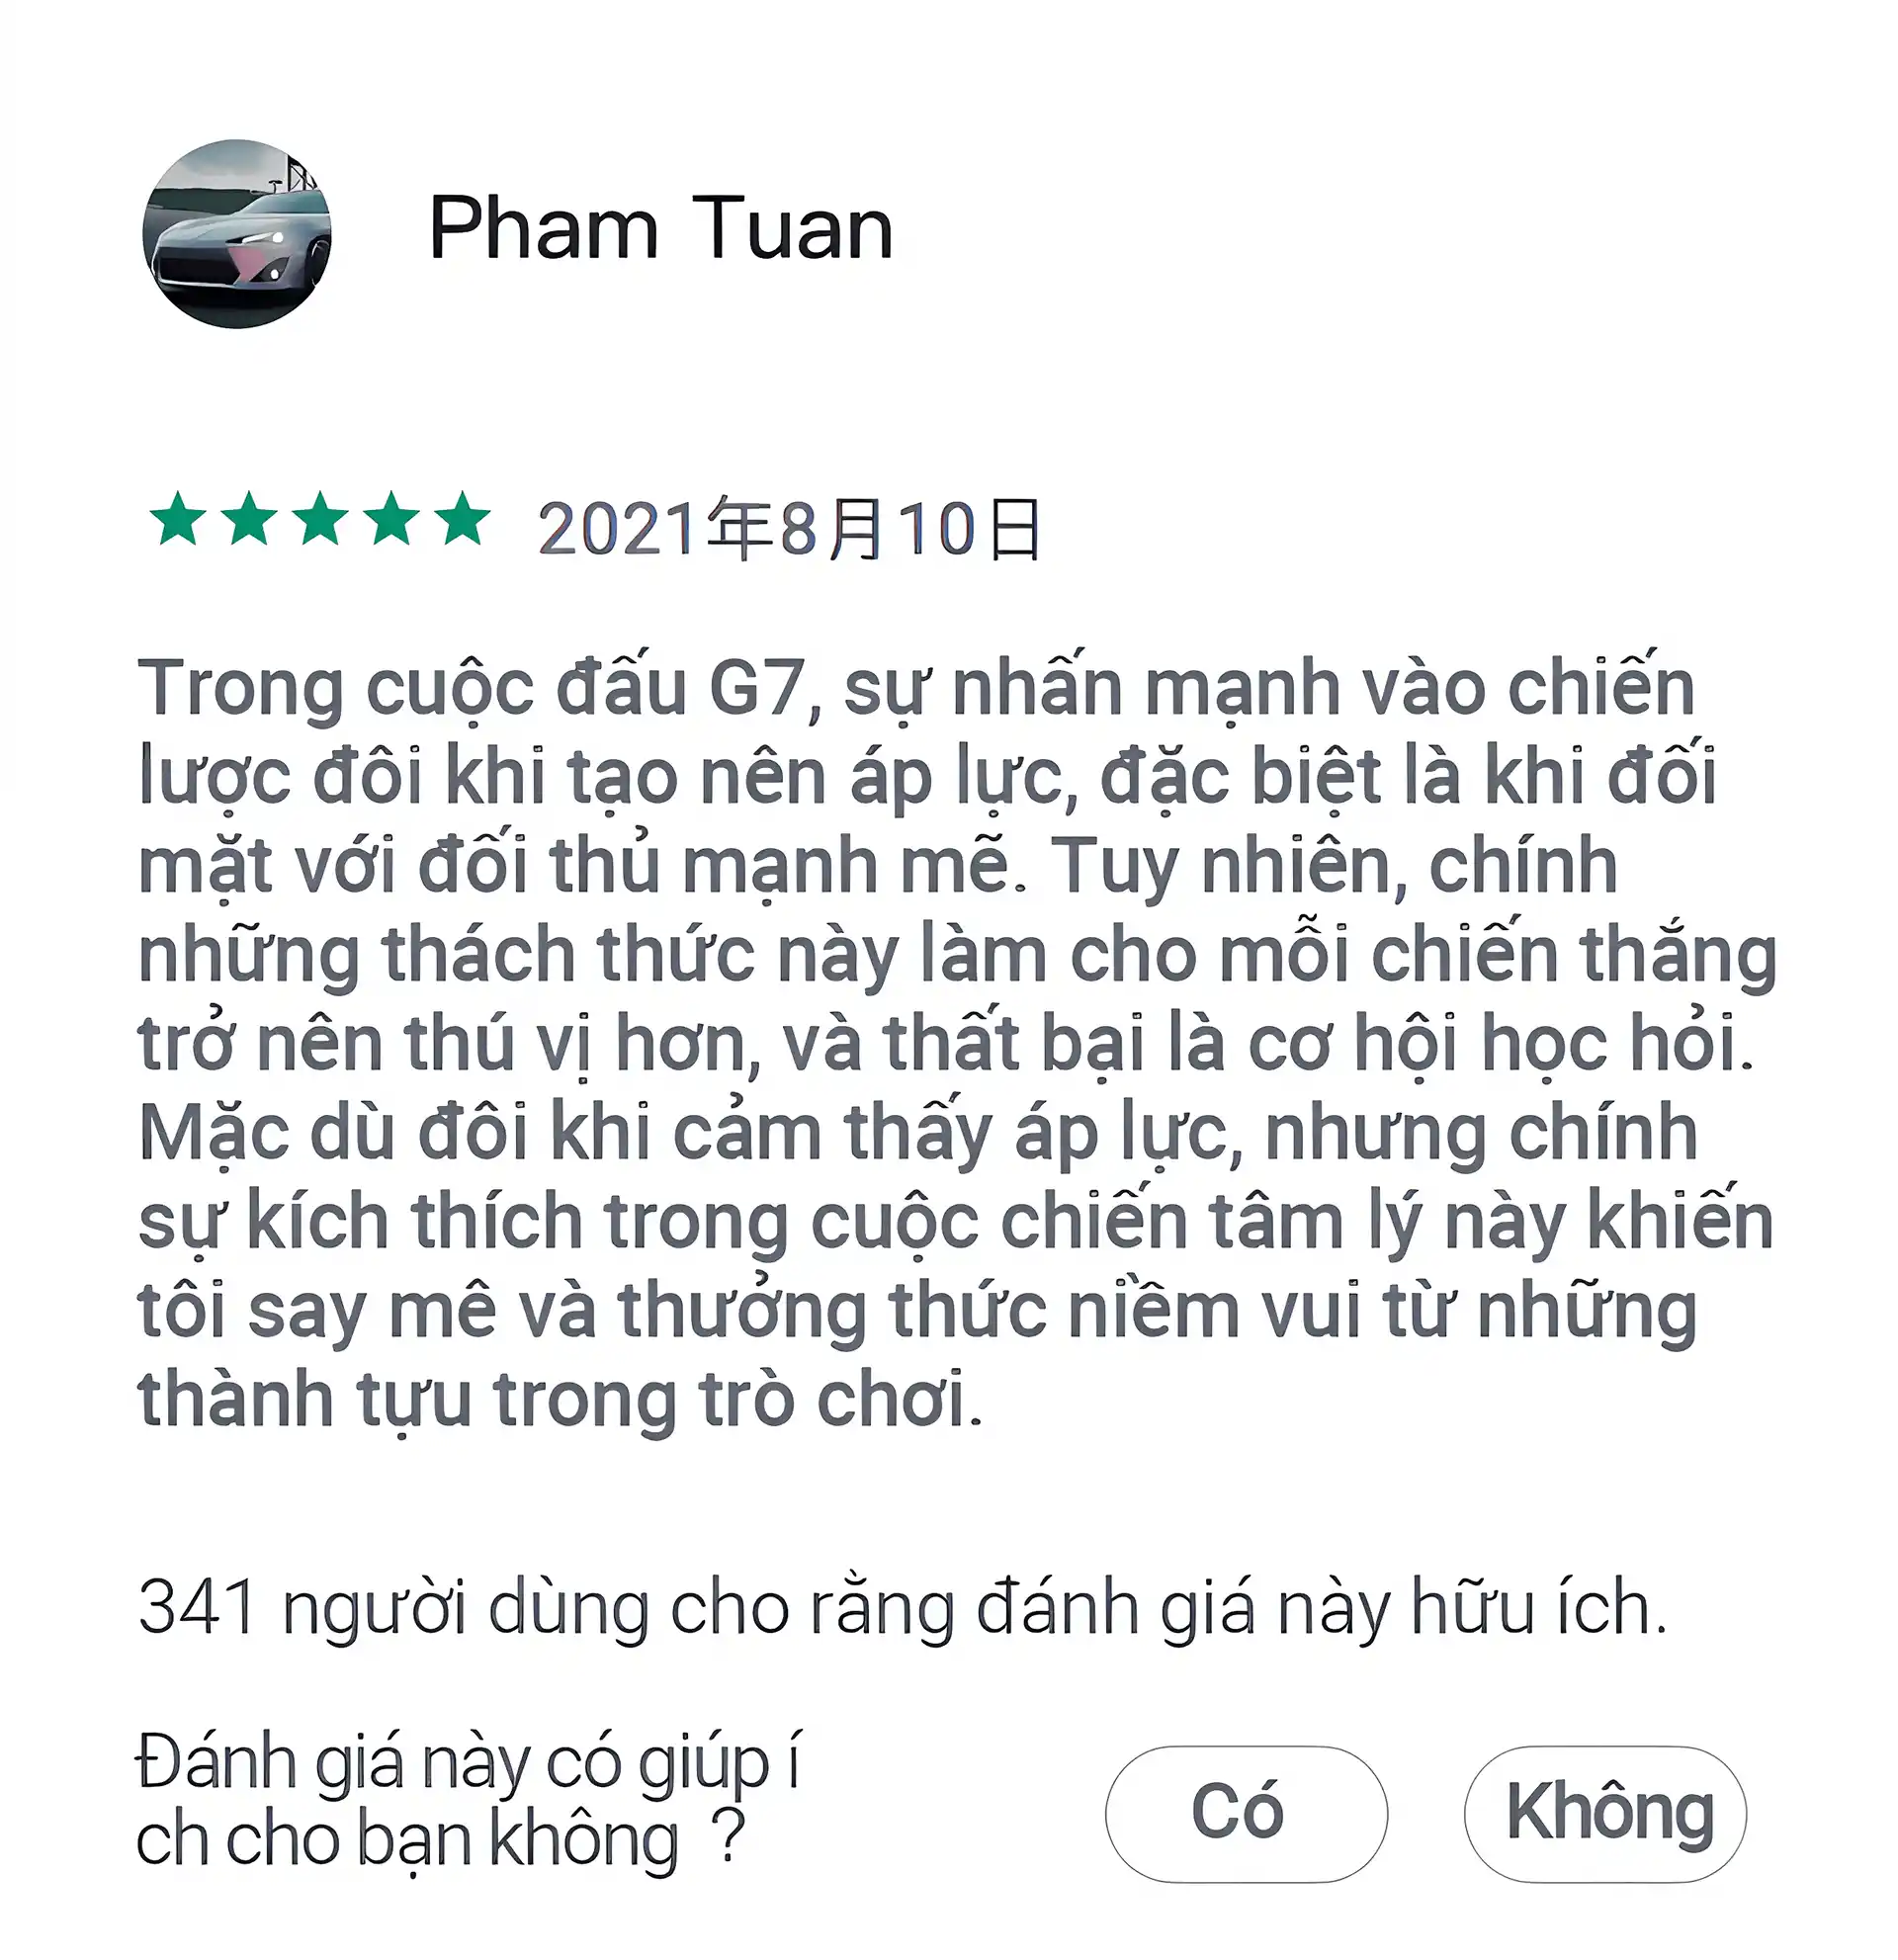 Pham Tuan
2021年8月10日
Trong cuộc đấu G7, sự nhấn mạnh vào chiến
lược đôi khi tạo nên áp lực, đặc biệt là khi đối
mặt với đối thủ mạnh mẽ. Tuy nhiên, chính
những thách thức này làm cho mỗi chiến thắng
trở nên thú vị hơn, và thất bại là cơ hội học hỏi.
Mặc dù đôi khi cảm thấy áp lực, nhưng chính
sự kích thích trong cuộc chiến tâm lý này khiến
tôi say mê và thưởng thức niềm vui từ những
thành tựu trong trò chơi.
341 người dùng cho rằng đánh giá này hữu ích.
Đánh giá này có giúp í
ch cho bạn không ?
Có
Không